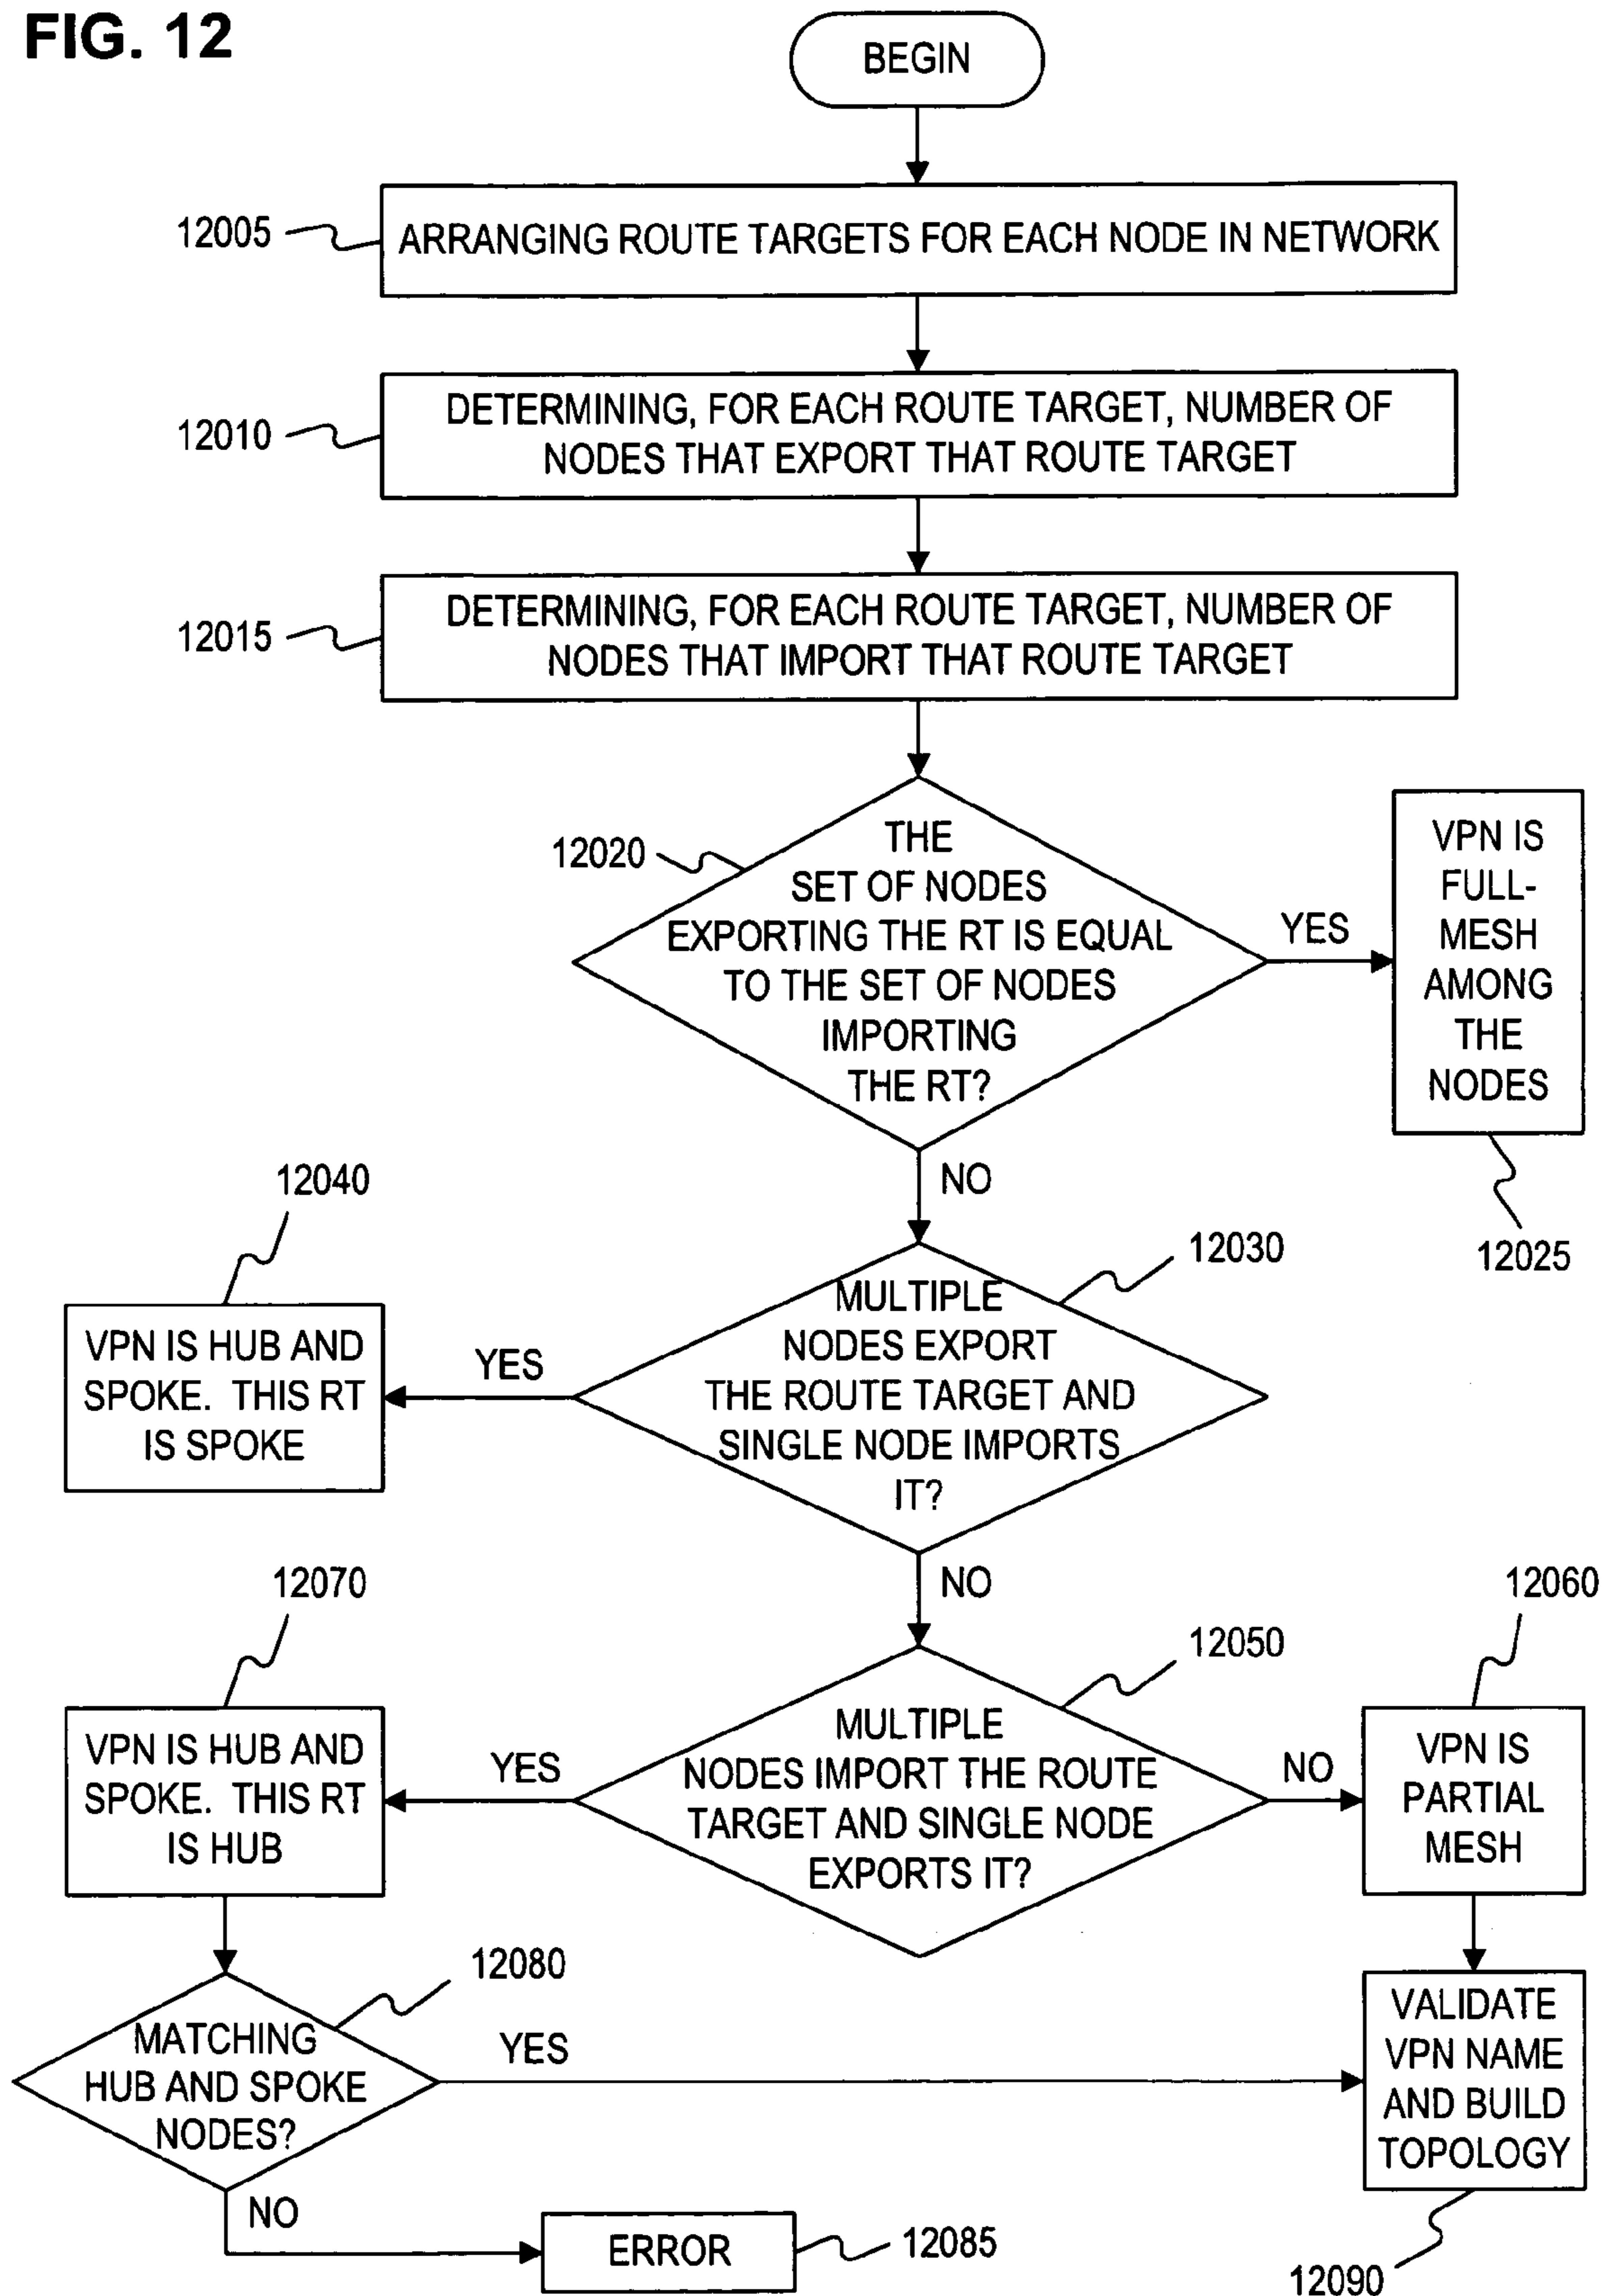 FIG. 12
BEGIN
12005
ARRANGING ROUTE TARGETS FOR EACH NODE IN NETWORK
12010
DETERMINING, FOR EACH ROUTE TARGET, NUMBER OF
NODES THAT EXPORT THAT ROUTE TARGET
12015
DETERMINING, FOR EACH ROUTE TARGET, NUMBER OF
NODES THAT IMPORT THAT ROUTE TARGET
12020
THE
SET OF NODES
EXPORTING THE RT IS EQUAL
TO THE SET OF NODES
IMPORTING
THE RT?
YES
VPN IS
FULL-
MESH
AMONG
THE
NODES
12025
NO
12040
12030
MULTIPLE
NODES EXPORT
THE ROUTE TARGET AND
SINGLE NODE IMPORTS
IT?
YES
VPN IS HUB AND
SPOKE. THIS RT
IS SPOKE
NO
12070
12050
12060
MULTIPLE
NODES IMPORT THE ROUTE
TARGET AND SINGLE NODE
EXPORTS IT?
YES
VPN IS HUB AND
SPOKE. THIS RT
IS HUB
NO
VPN IS
PARTIAL
MESH
12080
MATCHING
HUB AND SPOKE
NODES?
YES
VALIDATE
VPN NAME
AND BUILD
TOPOLOGY
NO
ERROR
12085
12090